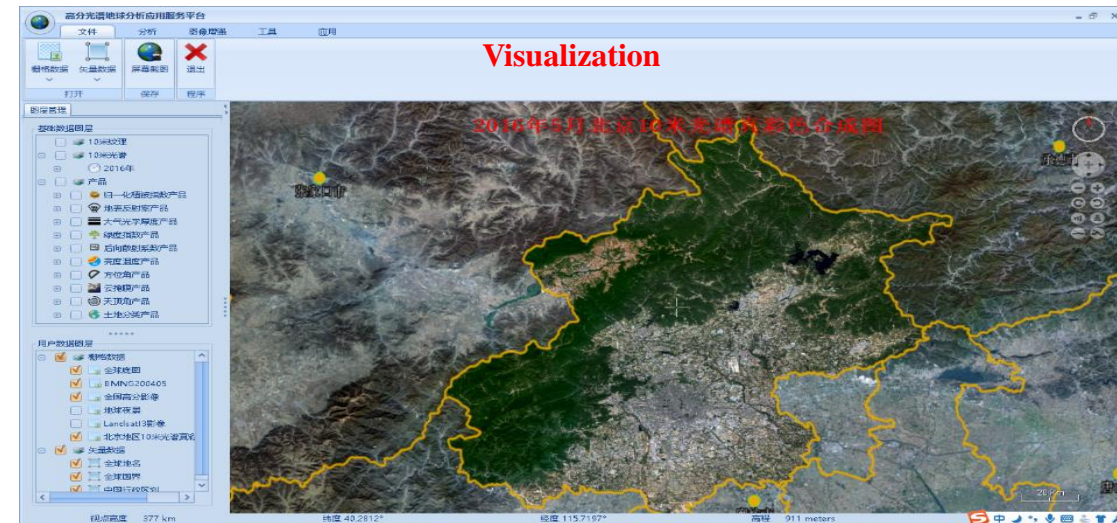 高分光谱地球分析应用服务平台
文件 分析 图像增强 工具 应用
Visualization
栅格数据 矢量数据 屏幕截图 退出
打开 保存 程序
图层管理
基础数据图层
10米纹理
10米光谱
2016年
产品
归一化植被指数产品
地表反射率产品
大气光学厚度产品
绿度指数产品
后向散射系数产品
亮度温度产品
方位角产品
云掩膜产品
天顶角产品
土地分类产品
用户数据图层
栅格数据
全球底图
BMNG200405
全国高分影像
地球夜景
Landsat13影像
北京地区10米光谱真彩
矢量数据
全球地名
全球国界
中国行政区划
2016年5月北京10米光谱真彩色合成图
张家口市
20 Km
视点高度 377 km 纬度 40.2812° 经度 115.7197° 高程 911 meters
中